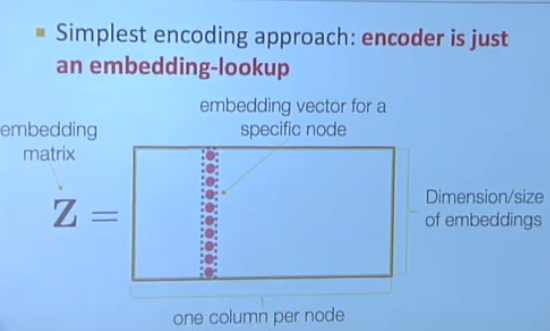 Simplest encoding approach: encoder is just
an embedding-lookup
embedding vector for a
specific node
embedding
matrix
Z =
Dimension/size
of embeddings
one column per node